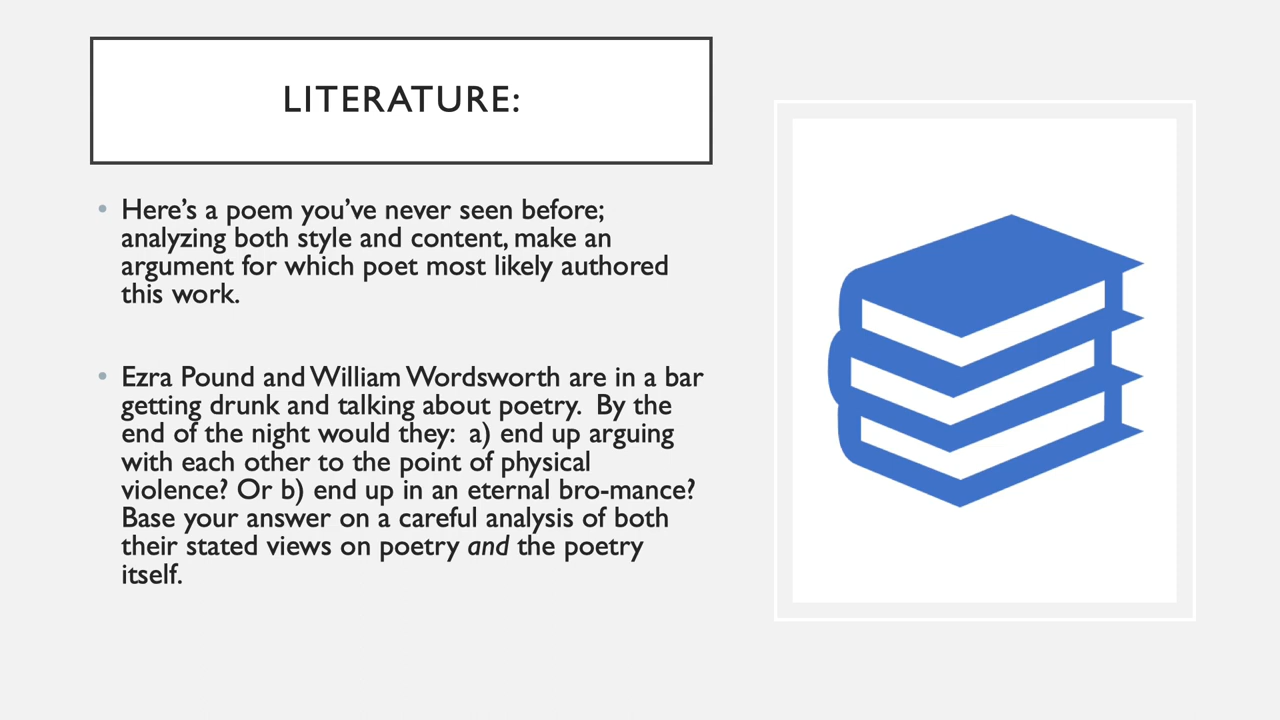 LITERATURE:
• Here’s a poem you’ve never seen before;
analyzing both style and content, make an
argument for which poet most likely authored
this work.
• Ezra Pound and William Wordsworth are in a bar
getting drunk and talking about poetry.  By the
end of the night would they:  a) end up arguing
with each other to the point of physical
violence? Or b) end up in an eternal bro-mance?
Base your answer on a careful analysis of both
their stated views on poetry and the poetry
itself.